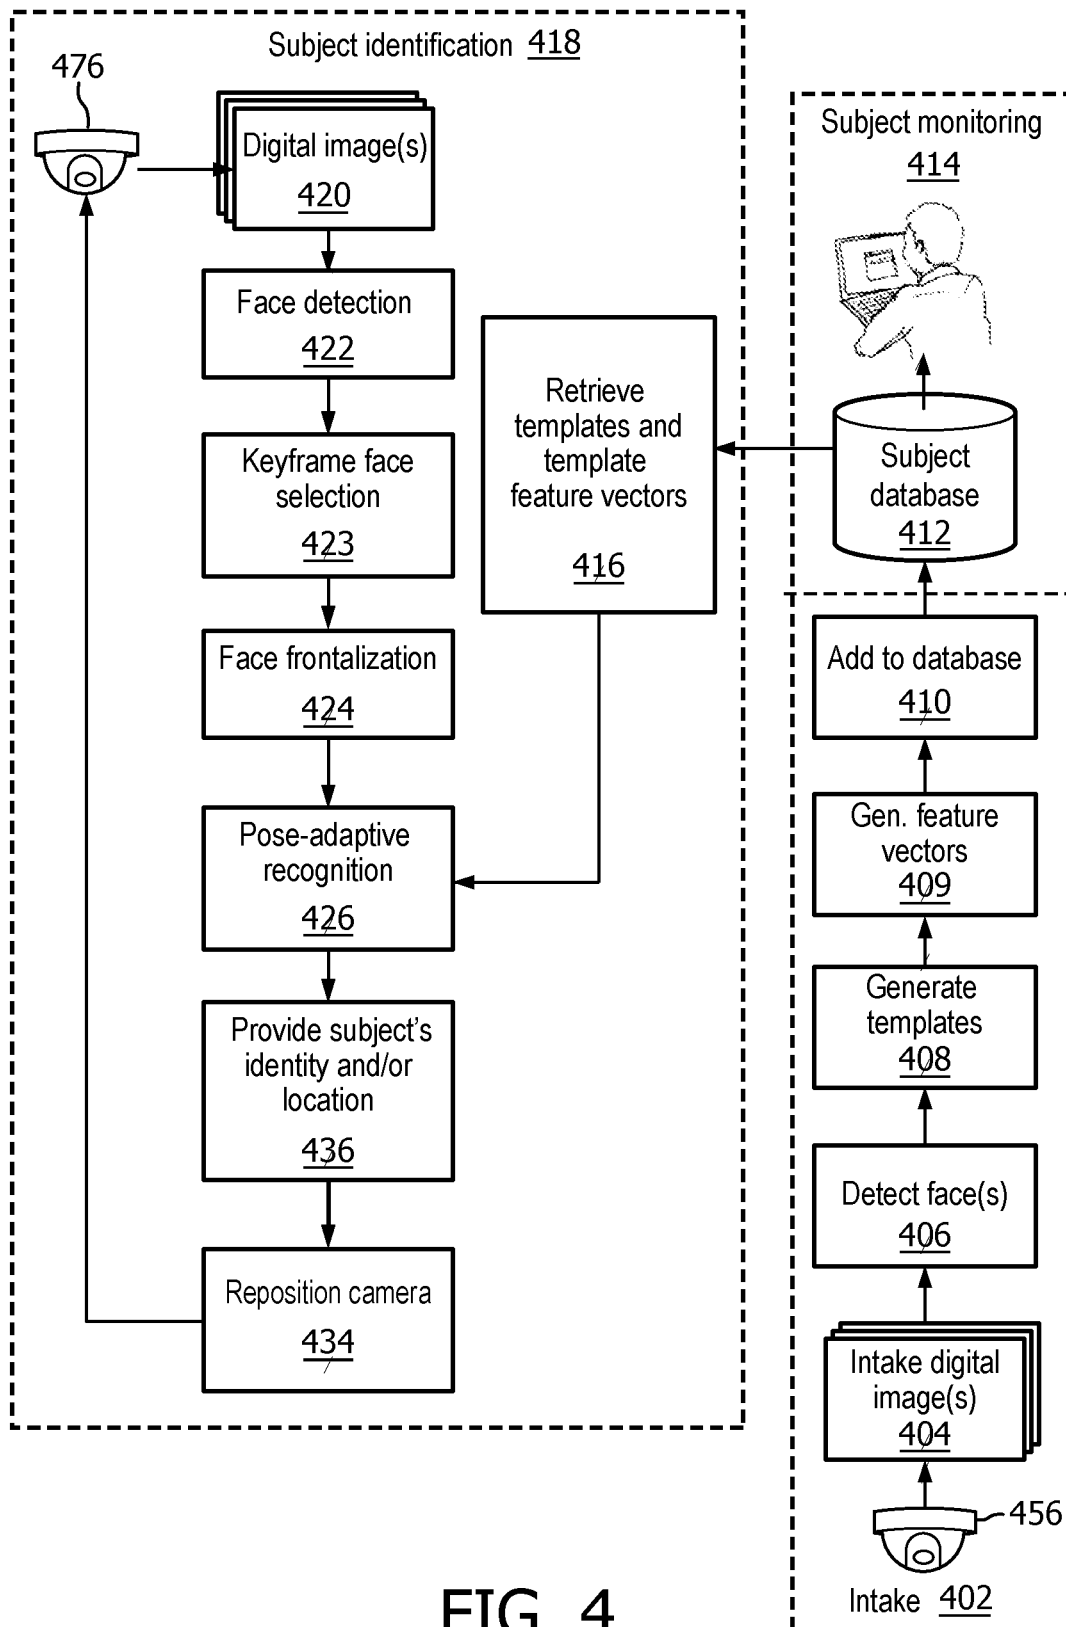 Subject identification 418
476
Digital image(s)
420
Face detection
422
Keyframe face
selection
423
Face frontalization
424
Pose-adaptive
recognition
426
Provide subject's
identity and/or
location
436
Reposition camera
434
Retrieve
templates and
template
feature vectors
416
Subject monitoring
414
Subject
database
412
Add to database
410
Gen. feature
vectors
409
Generate
templates
408
Detect face(s)
406
Intake digital
image(s)
404
456
Intake 402
FIG. 4